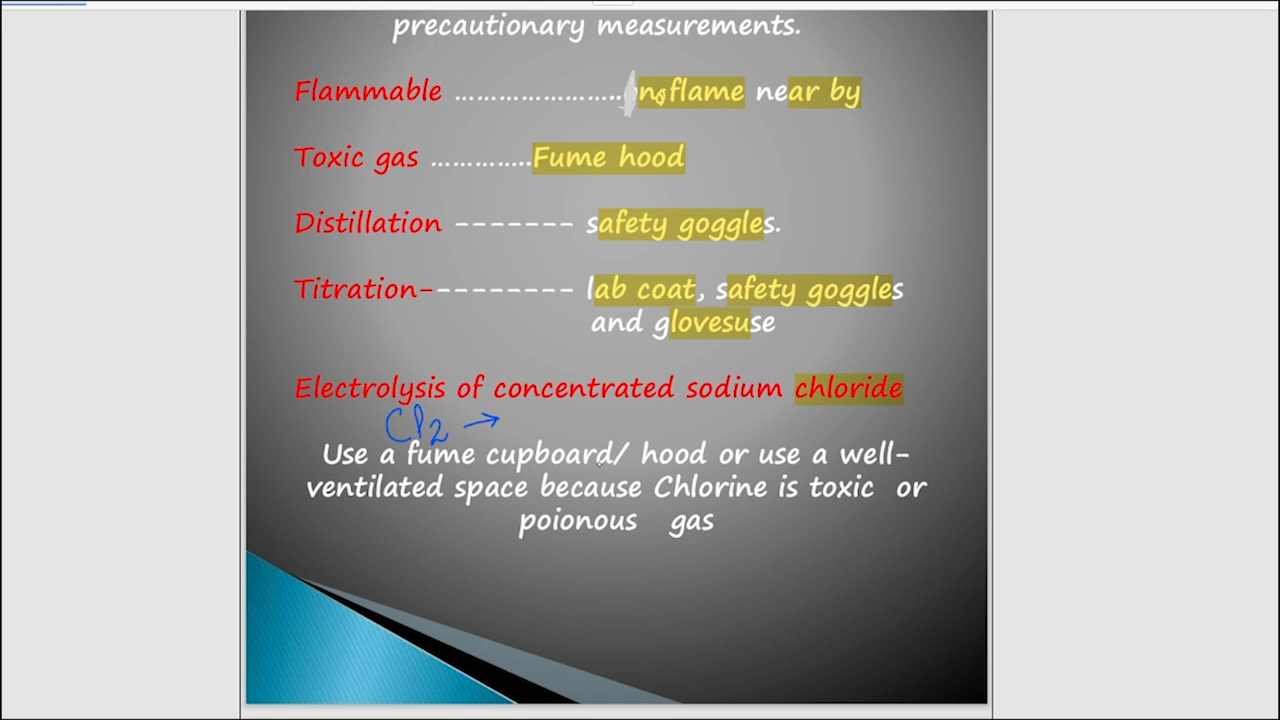 precautionary measurements.
Flammable ........................no flame near by
Toxic gas ..............Fume hood
Distillation ------- safety goggles.
Titration--------- lab coat, safety goggles
and glovesuse
Electrolysis of concentrated sodium chloride
Cl2 →
Use a fume cupboard/ hood or use a well-
ventilated space because Chlorine is toxic or
poionous gas